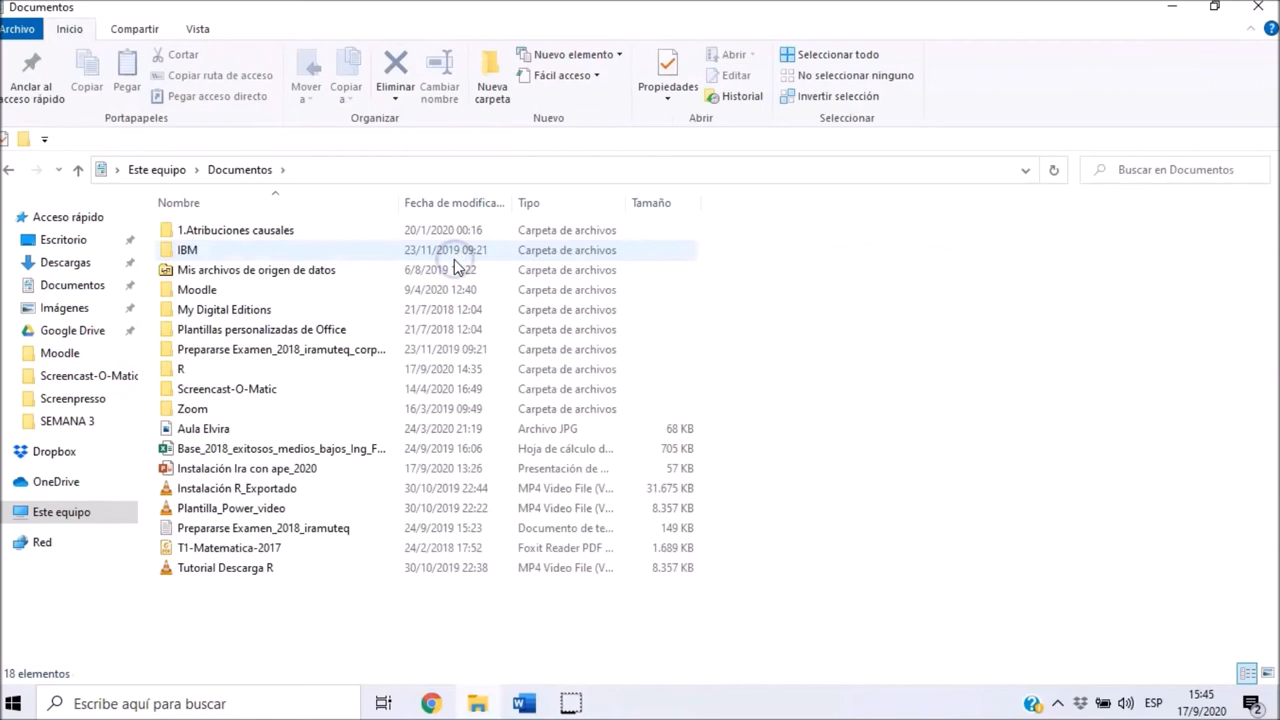 Documentos
Archivo Inicio Compartir Vista
Anclar al acceso rápido
Copiar
Pegar
Cortar
Copiar ruta de acceso
Pegar acceso directo
Portapapeles
Mover a
Copiar a
Eliminar
Cambiar nombre
Organizar
Nueva carpeta
Nuevo elemento
Fácil acceso
Nuevo
Propiedades
Abrir
Editar
Historial
Abrir
Seleccionar todo
No seleccionar ninguno
Invertir selección
Seleccionar
Este equipo > Documentos >
Buscar en Documentos
Nombre Fecha de modifica... Tipo Tamaño
Acceso rápido
Escritorio
Descargas
Documentos
Imágenes
Google Drive
Moodle
Screencast-O-Matic
Screenpresso
SEMANA 3
Dropbox
OneDrive
Este equipo
Red
1.Atribuciones causales 20/1/2020 00:16 Carpeta de archivos
IBM 23/11/2019 09:21 Carpeta de archivos
Mis archivos de origen de datos 6/8/2019 :22 Carpeta de archivos
Moodle 9/4/2020 12:40 Carpeta de archivos
My Digital Editions 21/7/2018 12:04 Carpeta de archivos
Plantillas personalizadas de Office 21/7/2018 12:04 Carpeta de archivos
Prepararse Examen_2018_iramuteq_corp... 23/11/2019 09:21 Carpeta de archivos
R 17/9/2020 14:35 Carpeta de archivos
Screencast-O-Matic 14/4/2020 16:49 Carpeta de archivos
Zoom 16/3/2019 09:49 Carpeta de archivos
Aula Elvira 24/3/2020 21:19 Archivo JPG 68 KB
Base_2018_exitosos_medios_bajos_Ing_F... 24/9/2019 16:06 Hoja de cálculo d... 705 KB
Instalación Ira con ape_2020 17/9/2020 13:26 Presentación de ... 57 KB
Instalación R_Exportado 30/10/2019 22:44 MP4 Video File (V... 31.675 KB
Plantilla_Power_video 30/10/2019 22:22 MP4 Video File (V... 8.357 KB
Prepararse Examen_2018_iramuteq 24/9/2019 15:23 Documento de te... 149 KB
T1-Matematica-2017 24/2/2018 17:52 Foxit Reader PDF ... 1.689 KB
Tutorial Descarga R 30/10/2019 22:38 MP4 Video File (V... 8.357 KB
18 elementos
Escribe aquí para buscar
ESP
15:45
17/9/2020
2